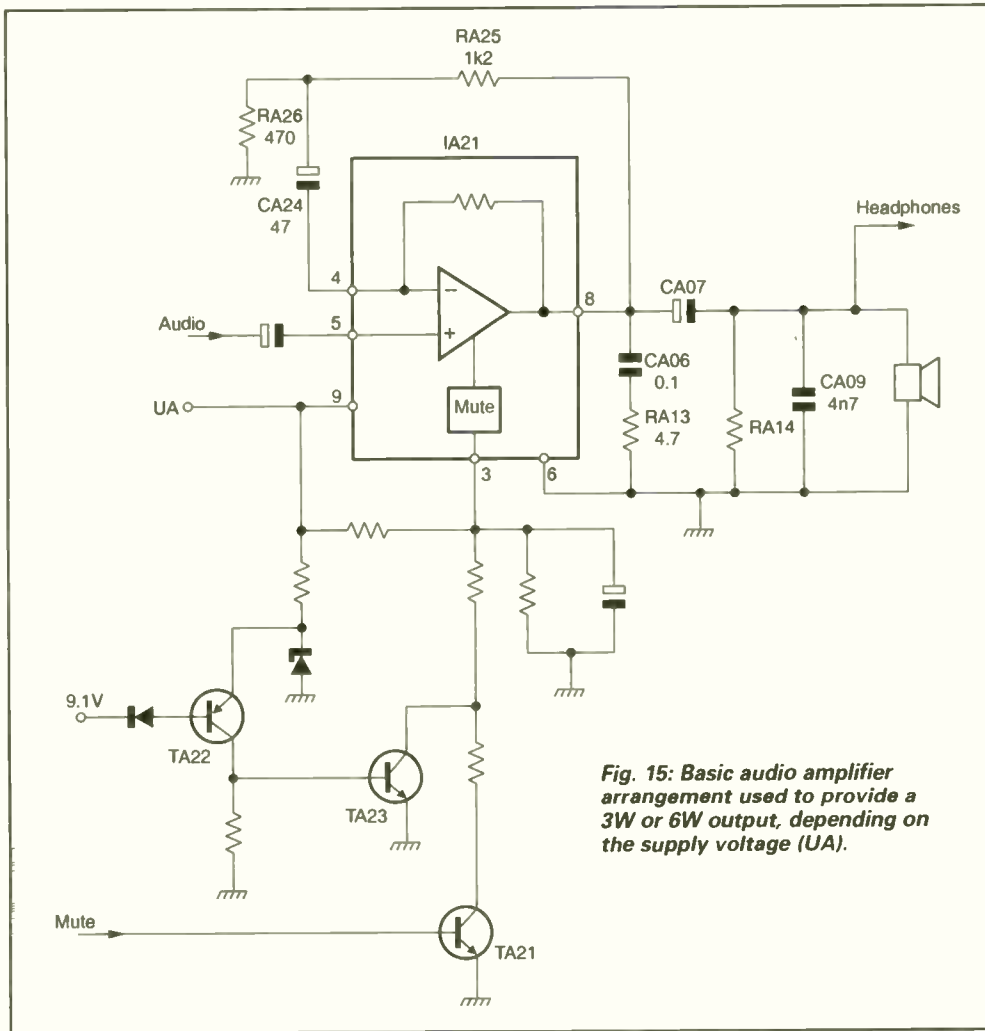 RA25
1k2
RA26
470
IA21
CA24
47
Headphones
4
8
CA07
Audio
5
CA06
0.1
CA09
4n7
UA
9
Mute
RA13
4.7
RA14
3
6
9.1V
TA22
TA23
Fig. 15: Basic audio amplifier
arrangement used to provide a
3W or 6W output, depending on
the supply voltage (UA).
Mute
TA21